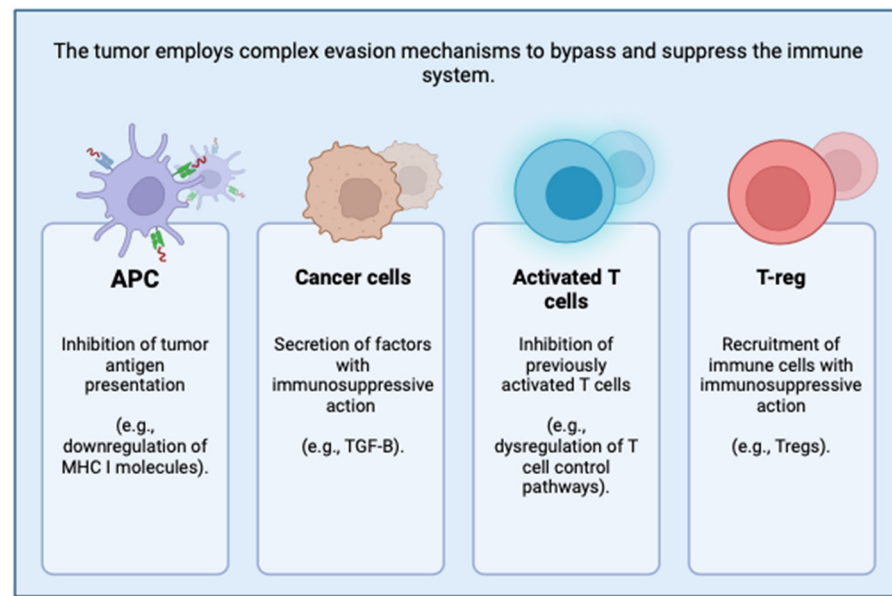 The tumor employs complex evasion mechanisms to bypass and suppress the immune
system.
APC
Inhibition of tumor
antigen
presentation
(e.g.,
downregulation of
MHC I molecules).
Cancer cells
Secretion of factors
with
immunosuppressive
action
(e.g., TGF-B).
Activated T
cells
Inhibition of
previously
activated T cells
(e.g.,
dysregulation of T
cell control
pathways).
T-reg
Recruitment of
immune cells with
immunosuppressive
action
(e.g., Tregs).